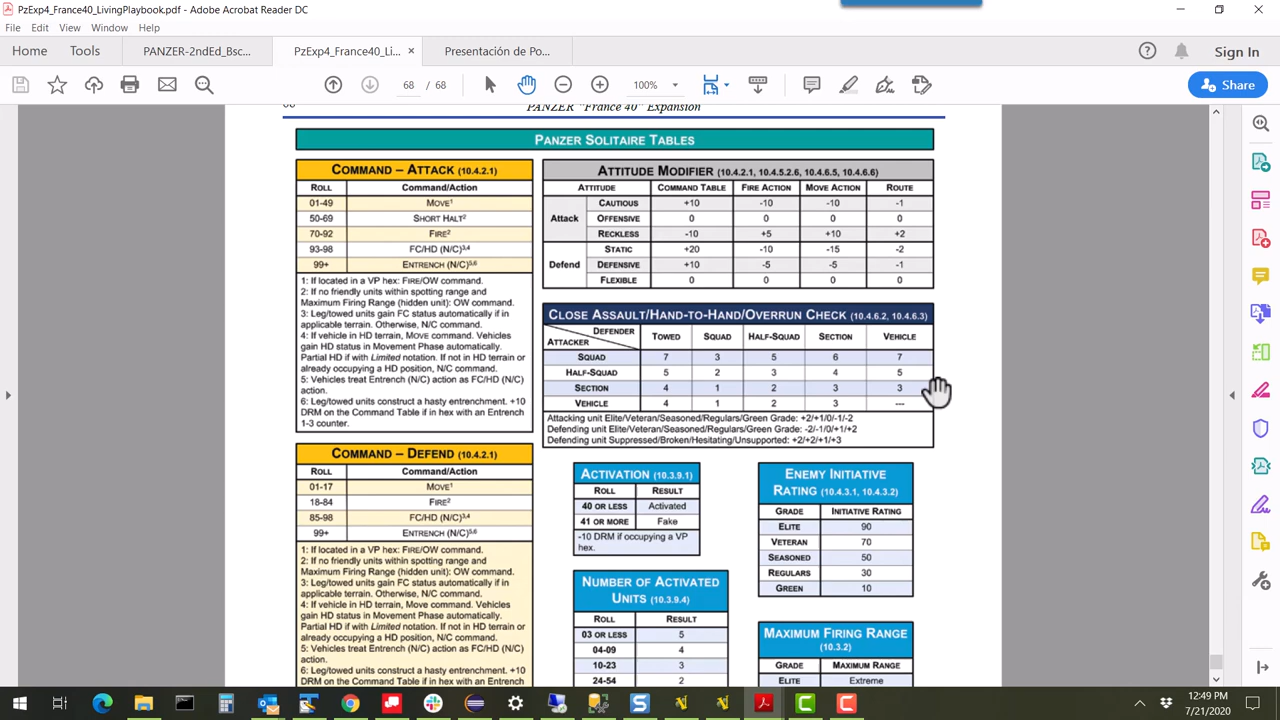 PzExp4_France40_LivingPlaybook.pdf - Adobe Acrobat Reader DC
File Edit View Window Help
Home Tools PANZER-2ndEd_Bsc... PzExp4_France40_Li... × Presentación de Po... Sign In
68 / 68 100% Share
PANZER "France 40" Expansion
PANZER SOLITAIRE TABLES
COMMAND – ATTACK (10.4.2.1)
ROLL Command/Action
01-49 MOVE1
50-69 SHORT HALT2
70-92 FIRE2
93-98 FC/HD (N/C)3,4
99+ ENTRENCH (N/C)5,6
1: If located in a VP hex: FIRE/OW command.
2: If no friendly units within spotting range and
Maximum Firing Range (hidden unit): OW command.
3: Leg/towed units gain FC status automatically if in
applicable terrain. Otherwise, N/C command.
4: If vehicle in HD terrain, MOVE command. Vehicles
gain HD status in Movement Phase automatically.
Partial HD if with Limited notation. If not in HD terrain or
already occupying a HD position, N/C command.
5: Vehicles treat Entrench (N/C) action as FC/HD (N/C)
action.
6: Leg/towed units construct a hasty entrenchment. +10
DRM on the Command Table if in hex with an Entrench
1-3 counter.
COMMAND – DEFEND (10.4.2.1)
ROLL Command/Action
01-17 MOVE1
18-84 FIRE2
85-98 FC/HD (N/C)3,4
99+ ENTRENCH (N/C)5,6
1: If located in a VP hex: FIRE/OW command.
2: If no friendly units within spotting range and
Maximum Firing Range (hidden unit): OW command.
3: Leg/towed units gain FC status automatically if in
applicable terrain. Otherwise, N/C command.
4: If vehicle in HD terrain, Move command. Vehicles
gain HD status in Movement Phase automatically.
Partial HD if with Limited notation. If not in HD terrain or
already occupying a HD position, N/C command.
5: Vehicles treat Entrench (N/C) action as FC/HD (N/C)
action.
6: Leg/towed units construct a hasty entrenchment. +10
DRM on the Command Table if in hex with an Entrench
ATTITUDE MODIFIER (10.4.2.1, 10.4.5.2.6, 10.4.6.5, 10.4.6.6)
ATTITUDE COMMAND TABLE FIRE ACTION MOVE ACTION ROUTE
Attack
CAUTIOUS +10 -10 -10 -1
OFFENSIVE 0 0 0 0
RECKLESS -10 +5 +10 +2
Defend
STATIC +20 -10 -15 -2
DEFENSIVE +10 -5 -5 -1
FLEXIBLE 0 0 0 0
CLOSE ASSAULT/HAND-TO-HAND/OVERRUN CHECK (10.4.6.2, 10.4.6.3)
DEFENDER ATTACKER TOWED SQUAD HALF-SQUAD SECTION VEHICLE
SQUAD 7 3 5 6 7
HALF-SQUAD 5 2 3 4 5
SECTION 4 1 2 3 3
VEHICLE 4 1 2 3 ---
Attacking unit Elite/Veteran/Seasoned/Regulars/Green Grade: +2/+1/0/-1/-2
Defending unit Elite/Veteran/Seasoned/Regulars/Green Grade: -2/-1/0/+1/+2
Defending unit Suppressed/Broken/Hesitating/Unsupported: +2/+2/+1/+3
ACTIVATION (10.3.9.1)
ROLL RESULT
40 OR LESS Activated
41 OR MORE Fake
-10 DRM if occupying a VP
hex.
NUMBER OF ACTIVATED
UNITS (10.3.9.4)
ROLL RESULT
03 OR LESS 5
04-09 4
10-23 3
24-54 2
ENEMY INITIATIVE
RATING (10.4.3.1, 10.4.3.2)
GRADE INITIATIVE RATING
ELITE 90
VETERAN 70
SEASONED 50
REGULARS 30
GREEN 10
MAXIMUM FIRING RANGE
(10.3.2)
GRADE MAXIMUM RANGE
ELITE Extreme
12:49 PM
7/21/2020